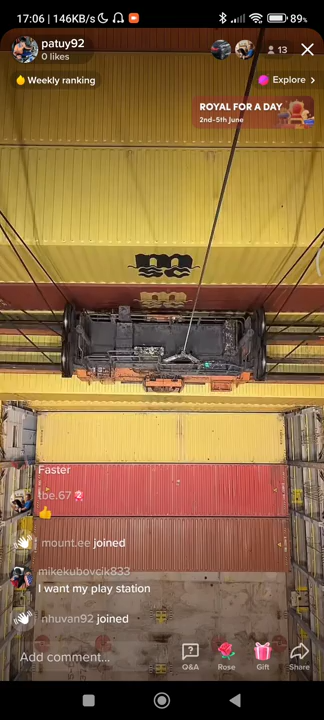 17:06 | 146KB/s
89%
patuy92
0 likes
13
Weekly ranking
Explore >
ROYAL FOR A DAY
2nd-5th June
m
sc
Faster
tbe.67
👍
mount.ee joined
mikekubovcik833
I want my play station
nhuvan92 joined
Add comment...
Q&A
Rose
Gift
Share